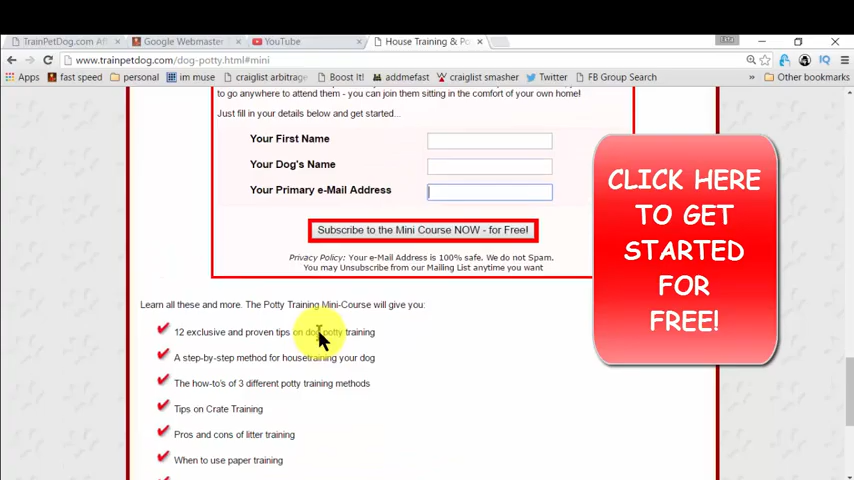 TrainPetDog.com Aff
Google Webmaster
YouTube
House Training & Po
www.trainpetdog.com/dog-potty.html#mini
Apps
fast speed
personal
im muse
craiglist arbitrage
Boost It!
addmefast
craiglist smasher
Twitter
FB Group Search
»
Other bookmarks
to go anywhere to attend them - you can join them sitting in the comfort of your own home!
Just fill in your details below and get started...
Your First Name
Your Dog's Name
Your Primary e-Mail Address
Subscribe to the Mini Course NOW - for Free!
Privacy Policy: Your e-Mail Address is 100% safe. We do not Spam.
You may Unsubscribe from our Mailing List anytime you want
CLICK HERE
TO GET
STARTED
FOR
FREE!
Learn all these and more. The Potty Training Mini-Course will give you:
12 exclusive and proven tips on dog potty training
A step-by-step method for housetraining your dog
The how-to's of 3 different potty training methods
Tips on Crate Training
Pros and cons of litter training
When to use paper training